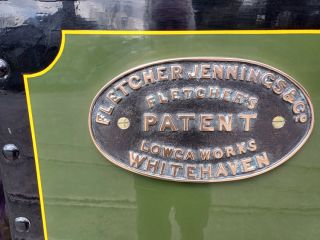 FLETCHER JENNINGS & Co
FLETCHER'S
PATENT
LOWCA WORKS
WHITEHAVEN